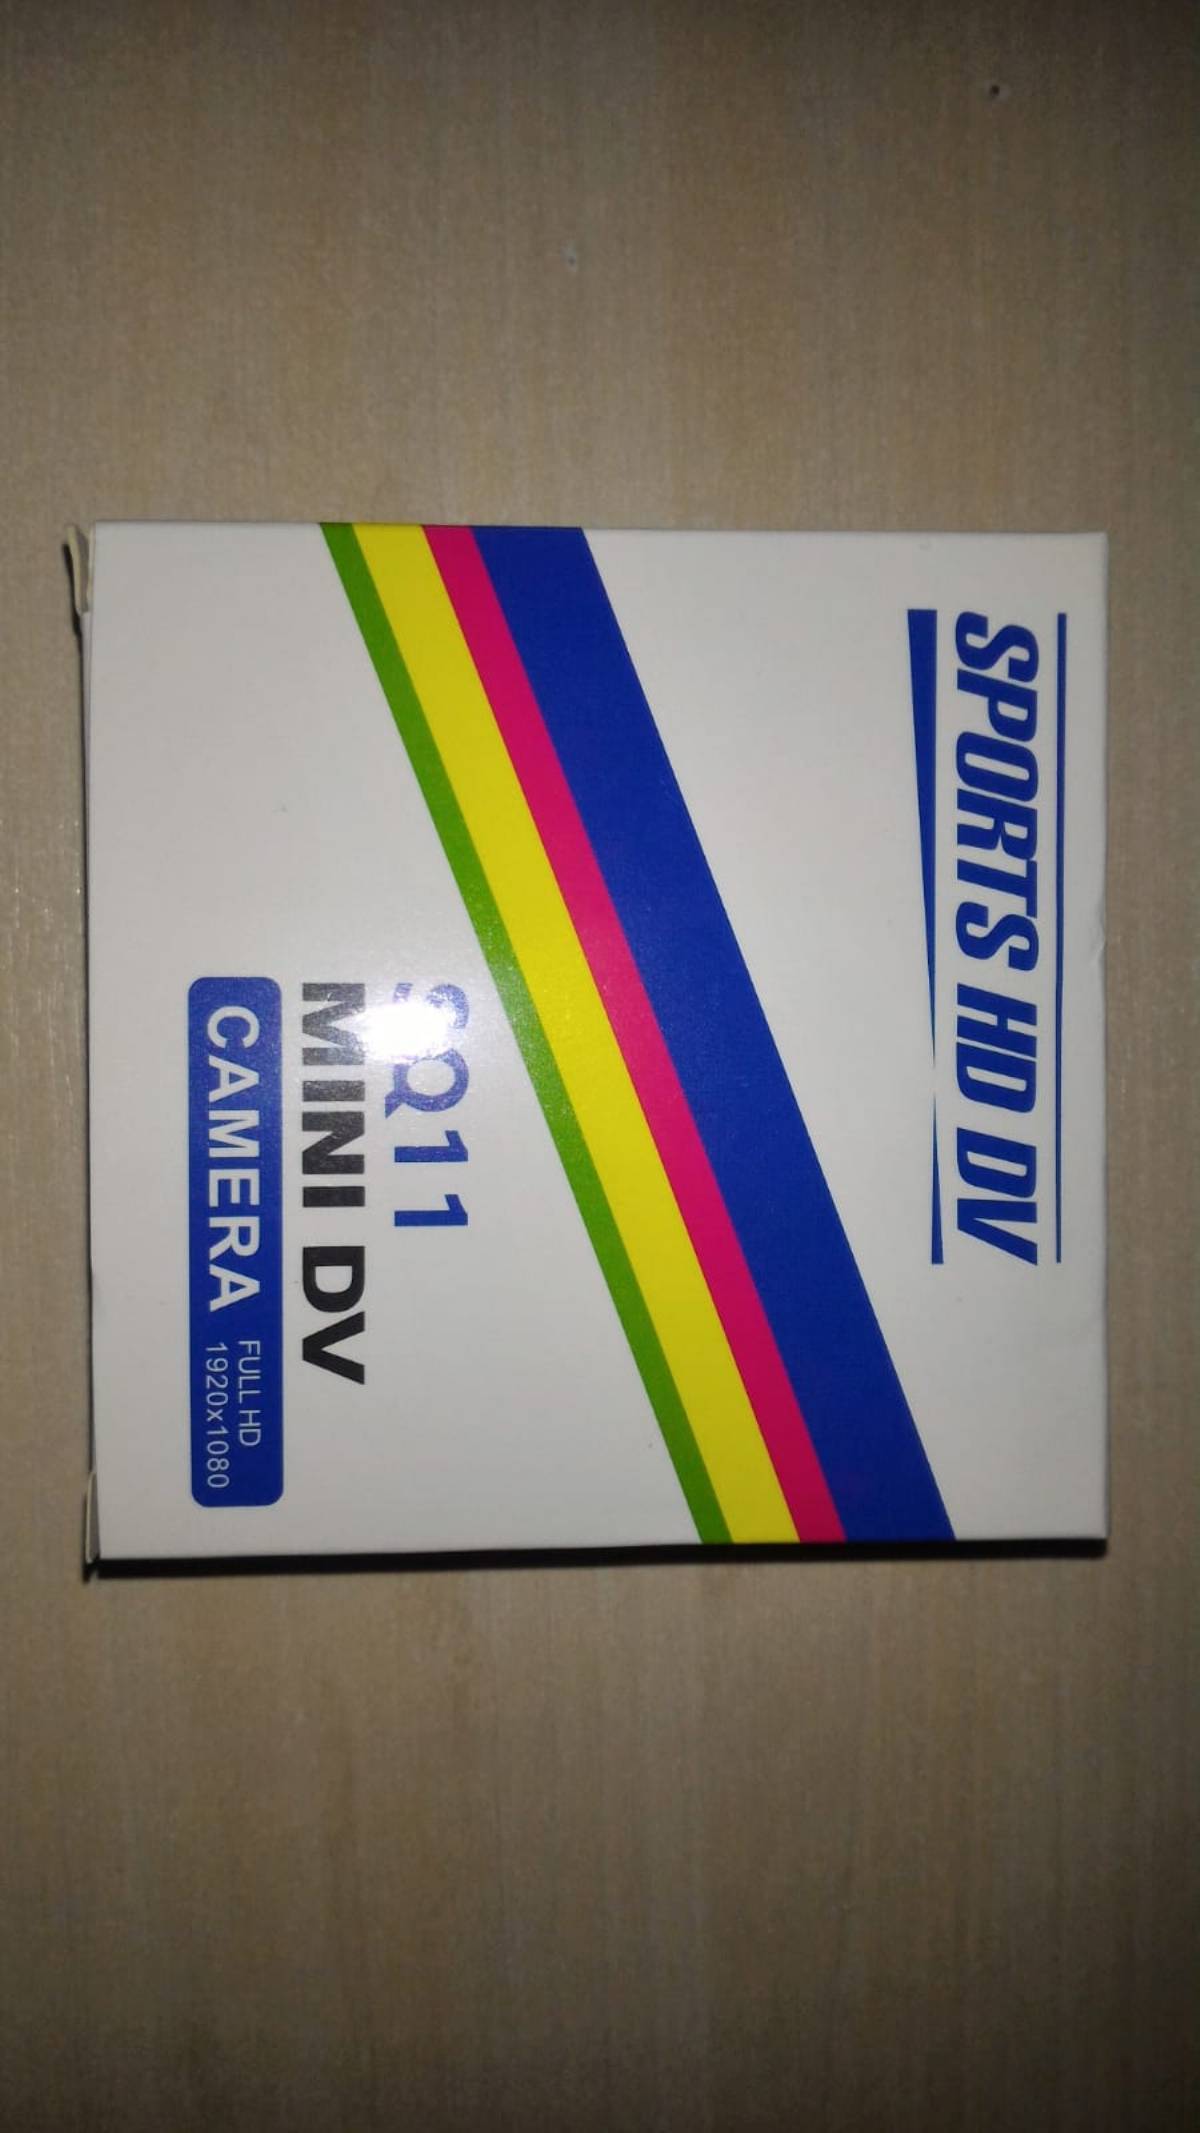 SPORTS HD DV
SQ11
MINI DV
CAMERA FULL HD
1920x1080